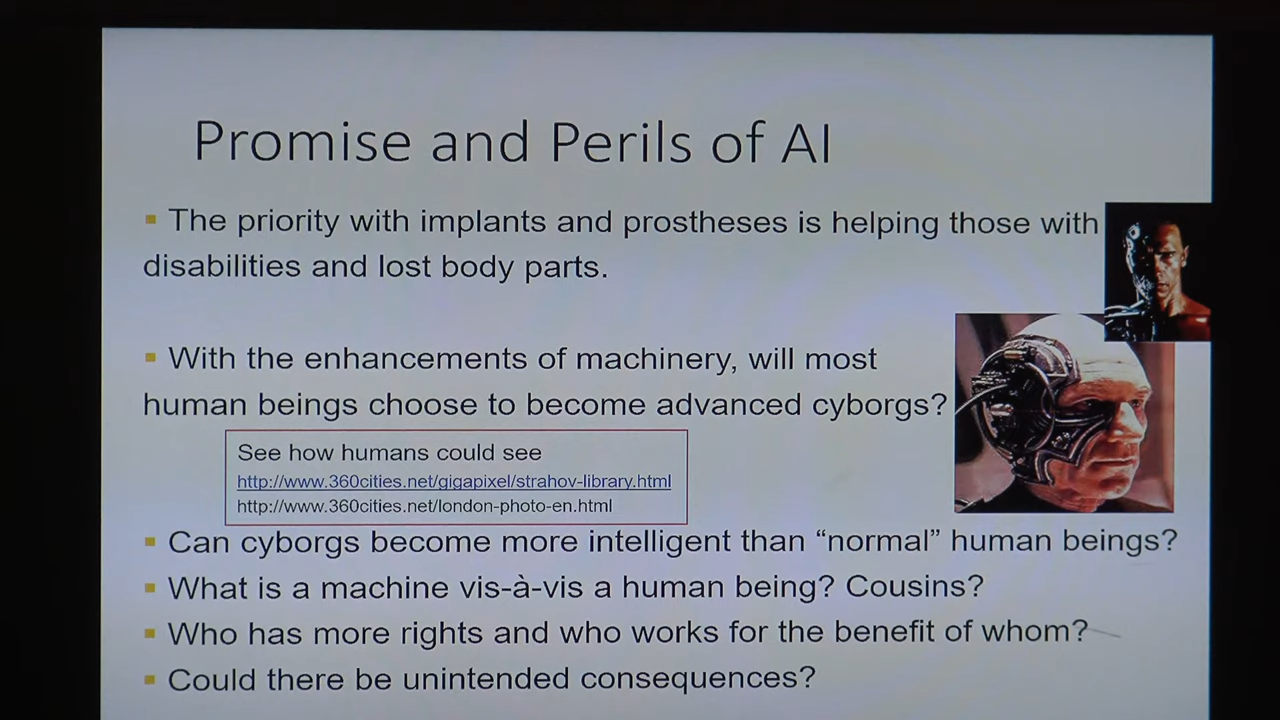 Promise and Perils of AI
▪ The priority with implants and prostheses is helping those with
disabilities and lost body parts.
▪ With the enhancements of machinery, will most
human beings choose to become advanced cyborgs?
See how humans could see
http://www.360cities.net/gigapixel/strahov-library.html
http://www.360cities.net/london-photo-en.html
▪ Can cyborgs become more intelligent than “normal” human beings?
▪ What is a machine vis-à-vis a human being? Cousins?
▪ Who has more rights and who works for the benefit of whom?
▪ Could there be unintended consequences?